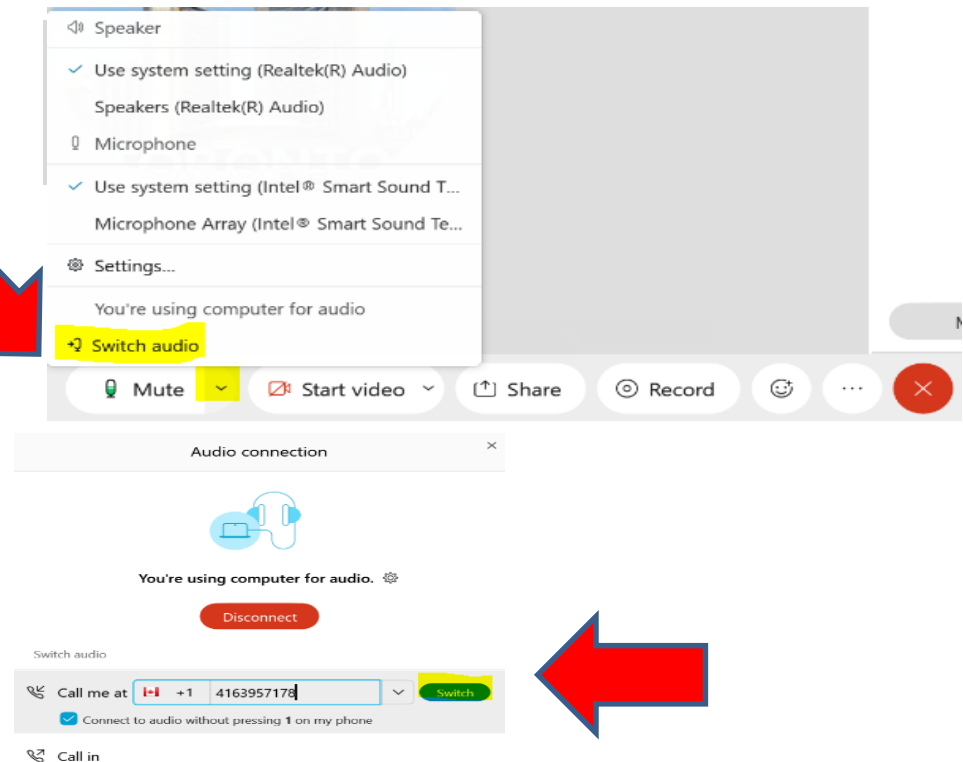 Speaker
Use system setting (Realtek(R) Audio)
Speakers (Realtek(R) Audio)
Microphone
Use system setting (Intel® Smart Sound T...
Microphone Array (Intel® Smart Sound Te...
Settings...
You're using computer for audio
Switch audio
Mute Start video Share Record ...
Audio connection
You're using computer for audio.
Disconnect
Switch audio
Call me at +1 4163957178 Switch
Connect to audio without pressing 1 on my phone
Call in